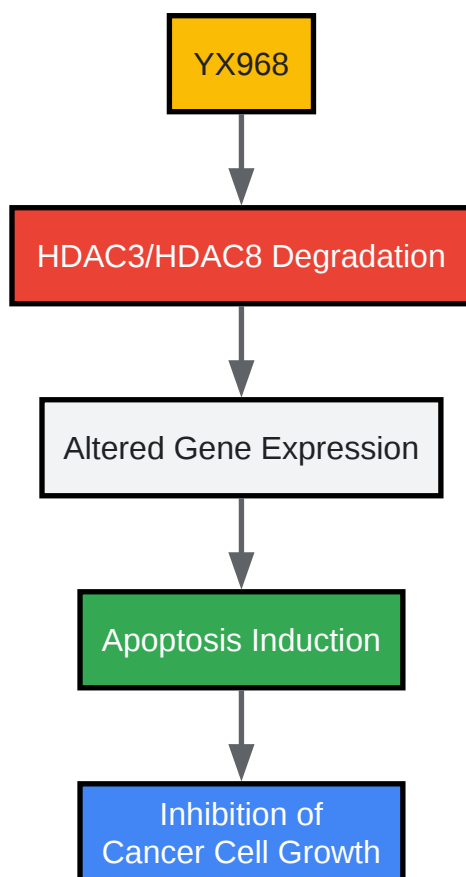 YX968
HDAC3/HDAC8 Degradation
Altered Gene Expression
Apoptosis Induction
Inhibition of
Cancer Cell Growth